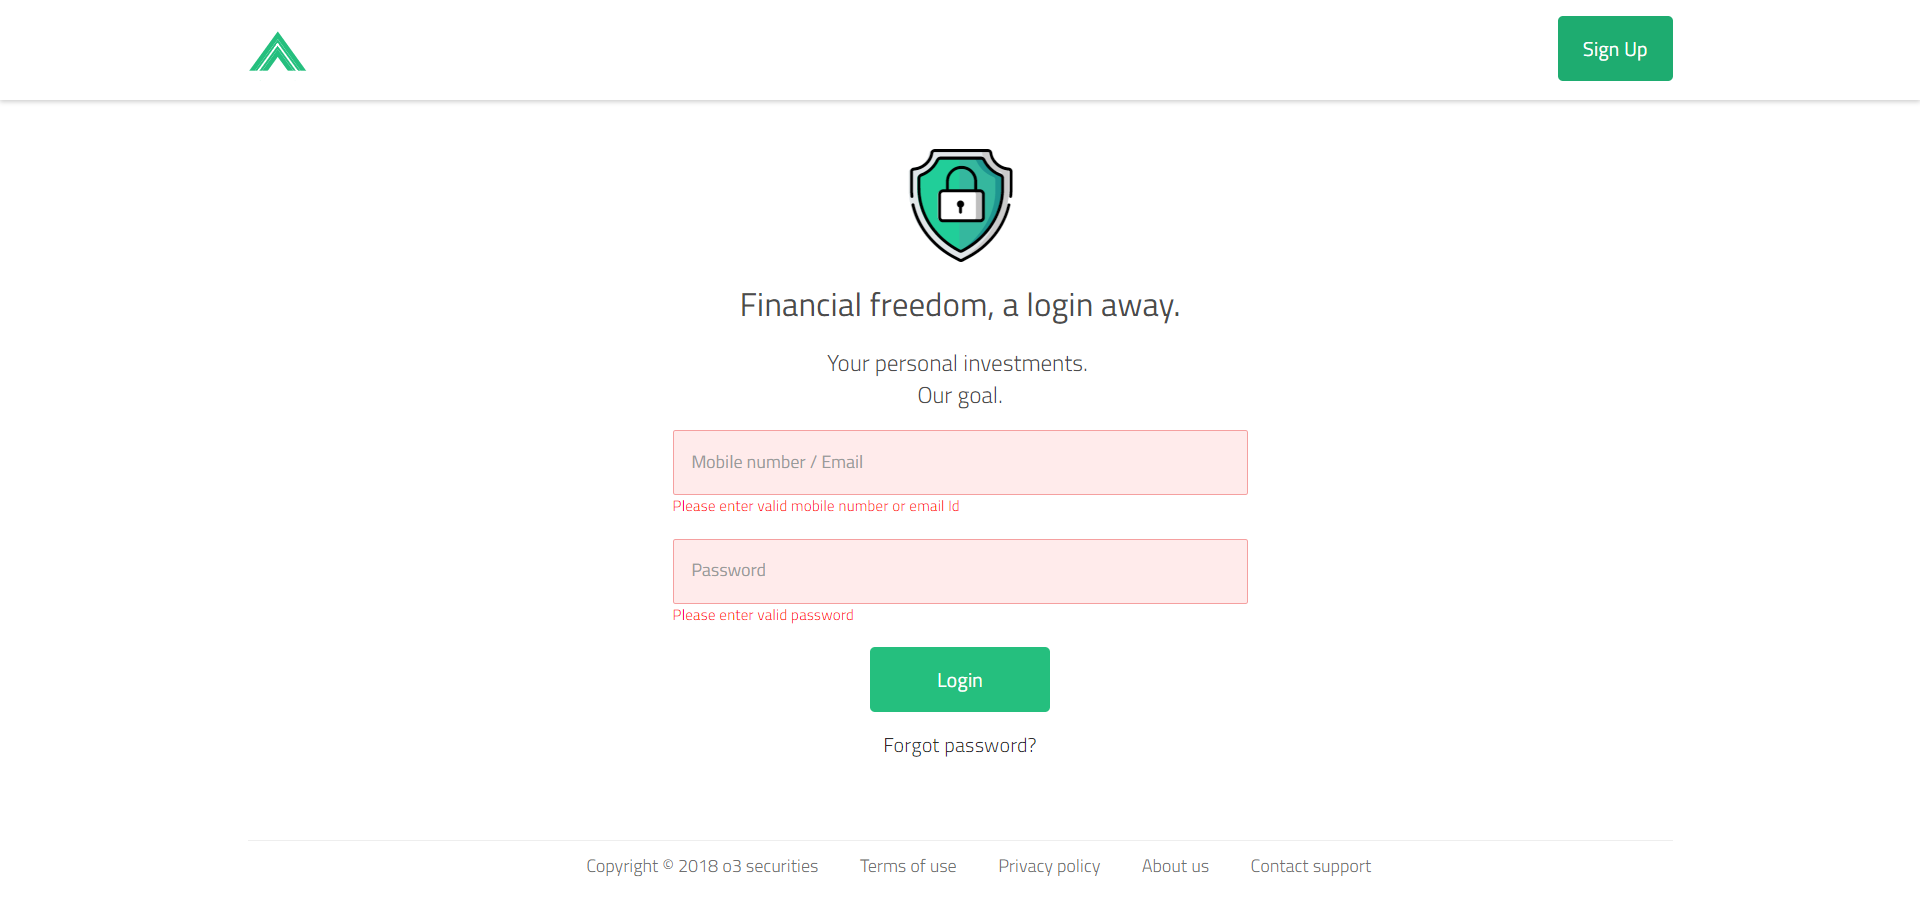 Sign Up
Financial freedom, a login away.
Your personal investments.
Our goal.
Mobile number / Email
Please enter valid mobile number or email Id
Password
Please enter valid password
Login
Forgot password?
Copyright © 2018 o3 securities Terms of use Privacy policy About us Contact support